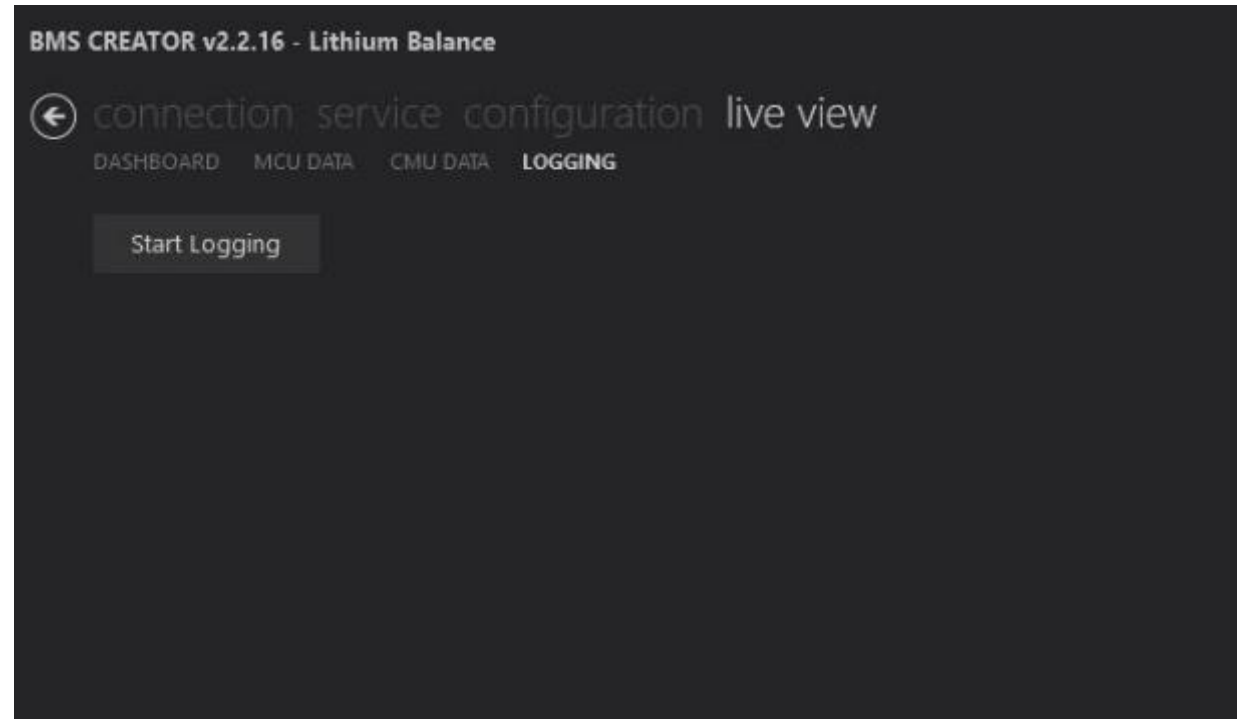 BMS CREATOR v2.2.16 - Lithium Balance
connection service configuration live view
DASHBOARD MCU DATA CMU DATA LOGGING
Start Logging